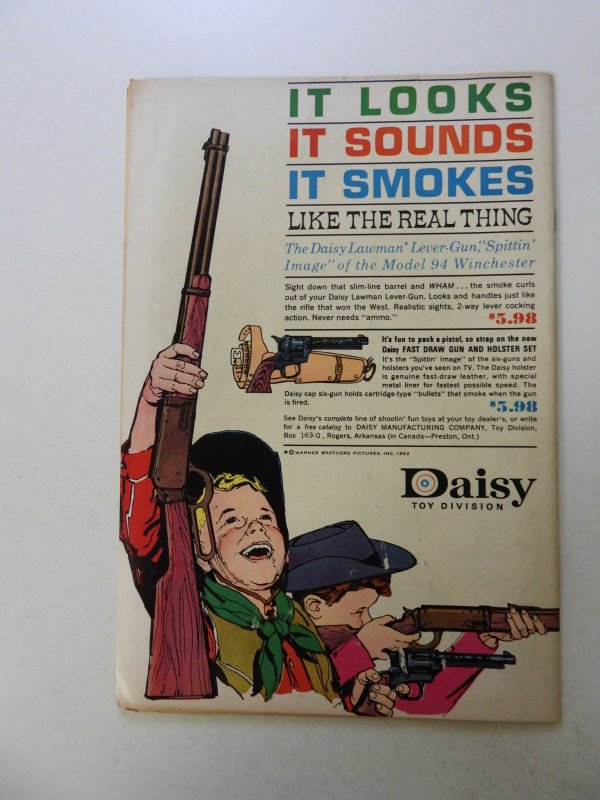 IT LOOKS
IT SOUNDS
IT SMOKES
LIKE THE REAL THING
The Daisy Lawman* Lever-Gun, "Spittin'
Image" of the Model 94 Winchester
Sight down that slim-line barrel and WHAM... the smoke curls
out of your Daisy Lawman Lever-Gun. Looks and handles just like
the rifle that won the West. Realistic sights, 2-way lever cocking
action. Never needs "ammo." $5.98
It's fun to pack a pistol, so strap on the new
Daisy FAST DRAW GUN AND HOLSTER SET
It's the "Spittin' Image" of the six-guns and
holsters you've seen on TV. The Daisy holster
is genuine fast-draw leather, with special
metal liner for fastest possible speed. The
Daisy cap six-gun holds cartridge-type "bullets" that smoke when the gun
is fired. $5.98
See Daisy's complete line of shootin' fun toys at your toy dealer's, or write
for a free catalog to DAISY MANUFACTURING COMPANY, Toy Division,
Box 163-O, Rogers, Arkansas (in Canada—Preston, Ont.)
*© WARNER BROTHERS PICTURES, INC. 1962
Daisy
TOY DIVISION